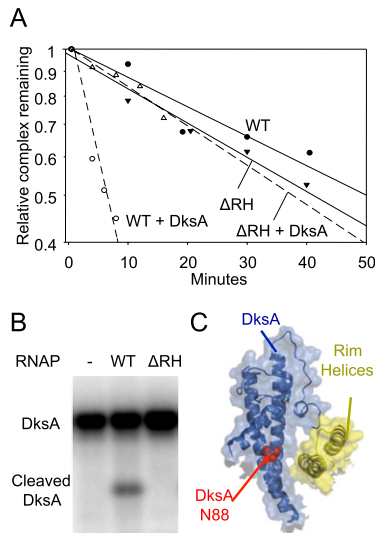 A
Relative complex remaining
1
0.9
0.8
0.7
0.6
0.5
0.4
WT
ΔRH
WT + DksA
ΔRH + DksA
0
10
20
30
40
50
Minutes
B
RNAP - WT ΔRH
DksA
Cleaved
DksA
C
DksA
Rim
Helices
DksA
N88